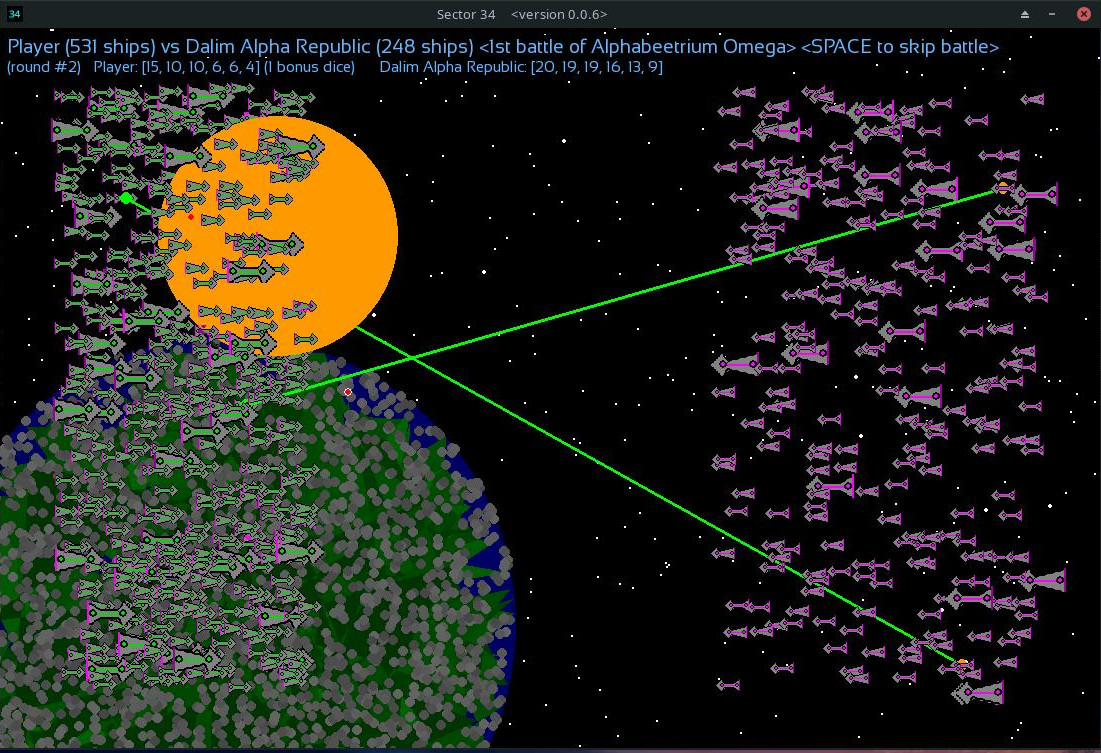 34
Sector 34 <version 0.0.6>
Player (531 ships) vs Dalim Alpha Republic (248 ships) <1st battle of Alphabeetrium Omega> <SPACE to skip battle>
(round #2) Player: [15, 10, 10, 6, 6, 4] (1 bonus dice) Dalim Alpha Republic: [20, 19, 19, 16, 13, 9]